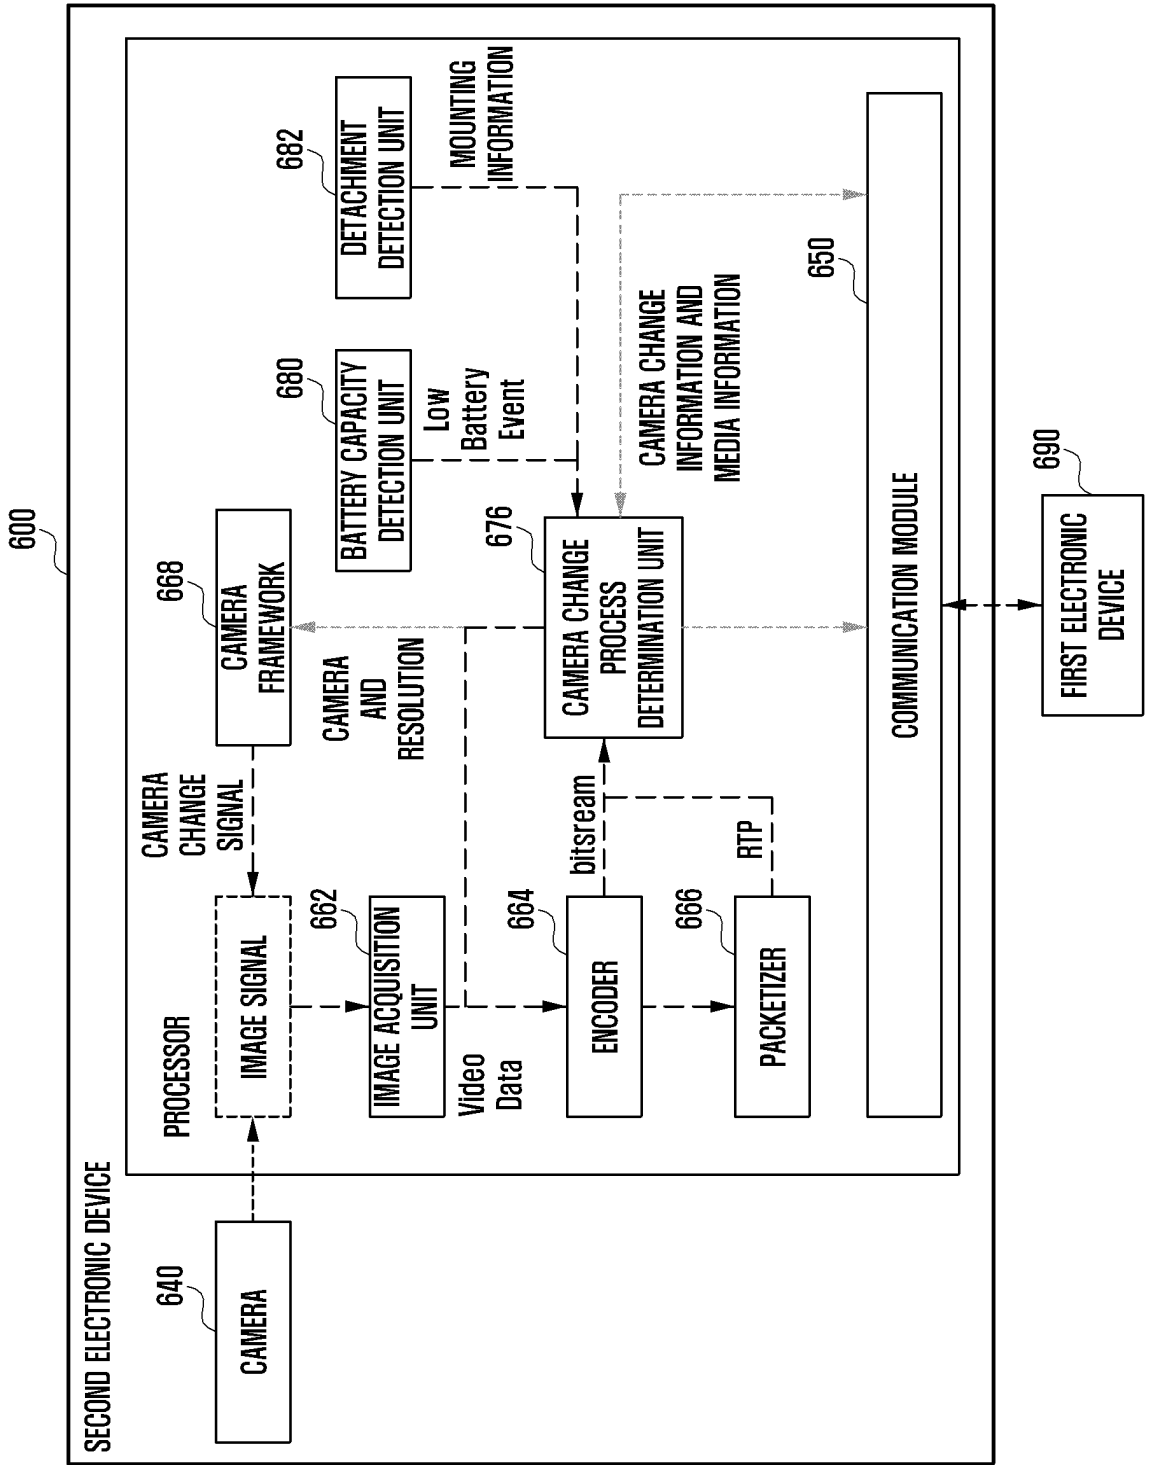 600
SECOND ELECTRONIC DEVICE
PROCESSOR
640
CAMERA
IMAGE SIGNAL
CAMERA
CHANGE
SIGNAL
668
CAMERA
FRAMEWORK
662
IMAGE ACQUISITION
UNIT
CAMERA
AND
RESOLUTION
680
BATTERY CAPACITY
DETECTION UNIT
682
DETACHMENT
DETECTION UNIT
Video
Data
Low
Battery
Event
MOUNTING
INFORMATION
664
ENCODER
bitsream
676
CAMERA CHANGE
PROCESS
DETERMINATION UNIT
CAMERA CHANGE
INFORMATION AND
MEDIA INFORMATION
666
PACKETIZER
RTP
650
COMMUNICATION MODULE
690
FIRST ELECTRONIC
DEVICE